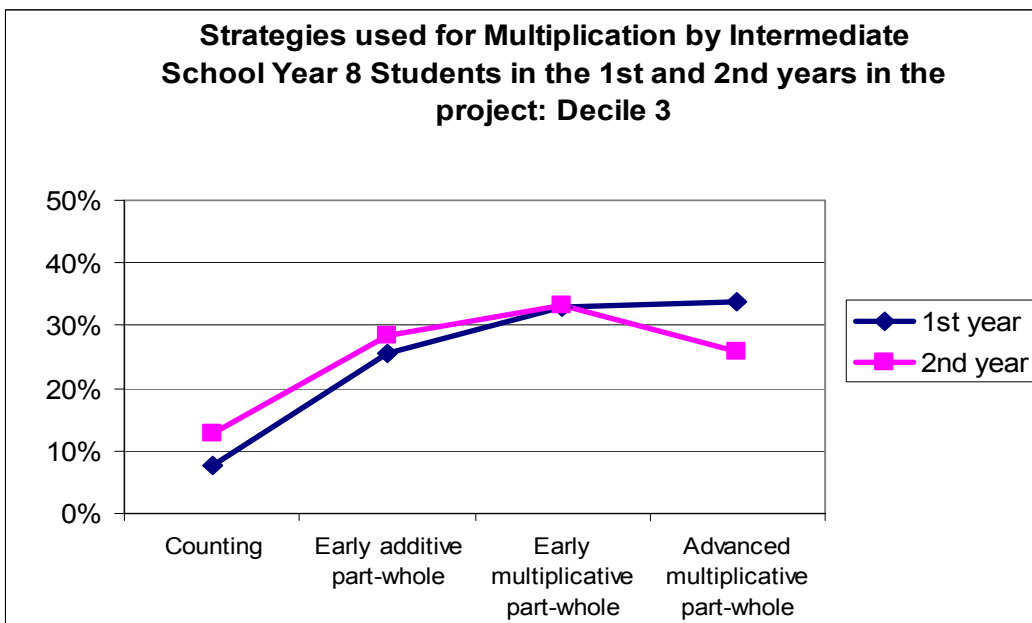 Strategies used for Multiplication by Intermediate
School Year 8 Students in the 1st and 2nd years in the
project: Decile 3
50%
40%
30%
20%
10%
0%
Counting
Early additive
part-whole
Early
multiplicative
part-whole
Advanced
multiplicative
part-whole
1st year
2nd year